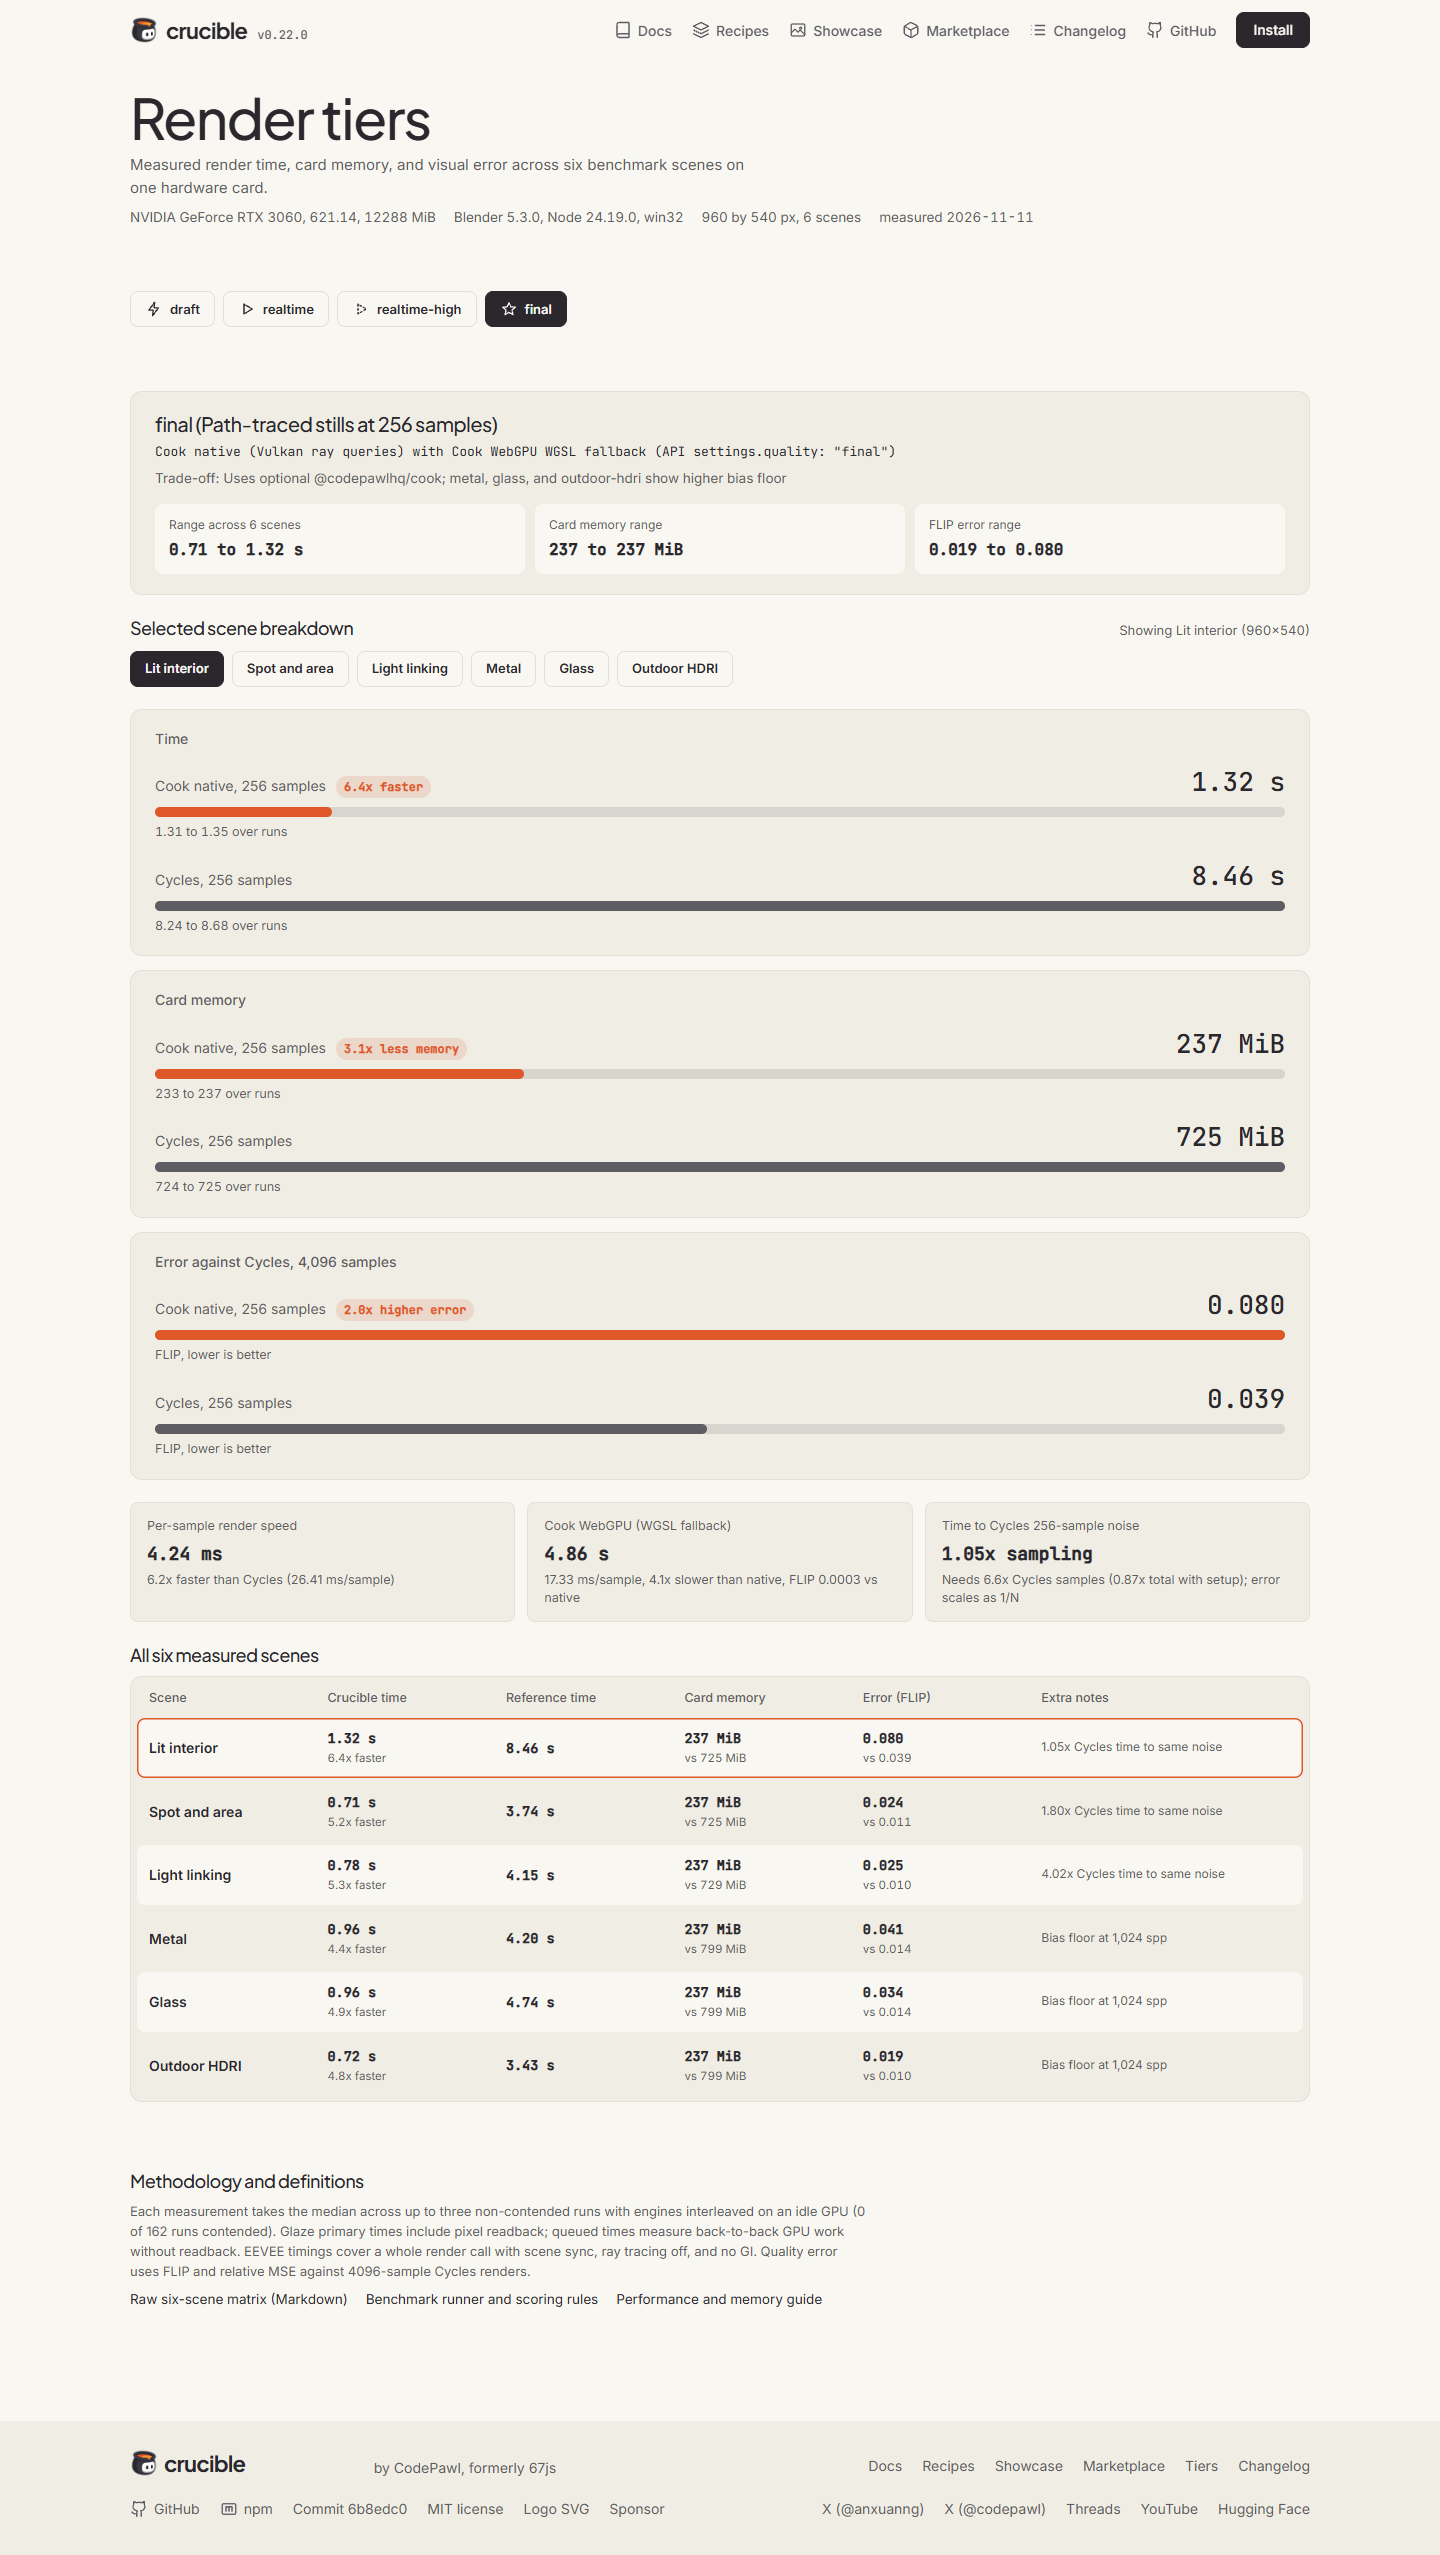 crucible v0.22.0
Docs Recipes Showcase Marketplace Changelog GitHub Install
Render tiers
Measured render time, card memory, and visual error across six benchmark scenes on
one hardware card.
NVIDIA GeForce RTX 3060, 621.14, 12288 MiB Blender 5.3.0, Node 24.19.0, win32 960 by 540 px, 6 scenes measured 2026-11-11
draft realtime realtime-high final
final (Path-traced stills at 256 samples)
Cook native (Vulkan ray queries) with Cook WebGPU WGSL fallback (API settings.quality: "final")
Trade-off: Uses optional @codepawlhq/cook; metal, glass, and outdoor-hdri show higher bias floor
Range across 6 scenes
0.71 to 1.32 s
Card memory range
237 to 237 MiB
FLIP error range
0.019 to 0.080
Selected scene breakdown
Showing Lit interior (960×540)
Lit interior Spot and area Light linking Metal Glass Outdoor HDRI
Time
Cook native, 256 samples 6.4x faster 1.32 s
1.31 to 1.35 over runs
Cycles, 256 samples 8.46 s
8.24 to 8.68 over runs
Card memory
Cook native, 256 samples 3.1x less memory 237 MiB
233 to 237 over runs
Cycles, 256 samples 725 MiB
724 to 725 over runs
Error against Cycles, 4,096 samples
Cook native, 256 samples 2.0x higher error 0.080
FLIP, lower is better
Cycles, 256 samples 0.039
FLIP, lower is better
Per-sample render speed
4.24 ms
6.2x faster than Cycles (26.41 ms/sample)
Cook WebGPU (WGSL fallback)
4.86 s
17.33 ms/sample, 4.1x slower than native, FLIP 0.0003 vs
native
Time to Cycles 256-sample noise
1.05x sampling
Needs 6.6x Cycles samples (0.87x total with setup); error
scales as 1/N
All six measured scenes
Scene Crucible time Reference time Card memory Error (FLIP) Extra notes
Lit interior 1.32 s 8.46 s 237 MiB 0.080 1.05x Cycles time to same noise
6.4x faster vs 725 MiB vs 0.039
Spot and area 0.71 s 3.74 s 237 MiB 0.024 1.80x Cycles time to same noise
5.2x faster vs 725 MiB vs 0.011
Light linking 0.78 s 4.15 s 237 MiB 0.025 4.02x Cycles time to same noise
5.3x faster vs 729 MiB vs 0.010
Metal 0.96 s 4.20 s 237 MiB 0.041 Bias floor at 1,024 spp
4.4x faster vs 799 MiB vs 0.014
Glass 0.96 s 4.74 s 237 MiB 0.034 Bias floor at 1,024 spp
4.9x faster vs 799 MiB vs 0.014
Outdoor HDRI 0.72 s 3.43 s 237 MiB 0.019 Bias floor at 1,024 spp
4.8x faster vs 799 MiB vs 0.010
Methodology and definitions
Each measurement takes the median across up to three non-contended runs with engines interleaved on an idle GPU (0
of 162 runs contended). Glaze primary times include pixel readback; queued times measure back-to-back GPU work
without readback. EEVEE timings cover a whole render call with scene sync, ray tracing off, and no GI. Quality error
uses FLIP and relative MSE against 4096-sample Cycles renders.
Raw six-scene matrix (Markdown) Benchmark runner and scoring rules Performance and memory guide
crucible by CodePawl, formerly 67js Docs Recipes Showcase Marketplace Tiers Changelog
GitHub npm Commit 6b8edc0 MIT license Logo SVG Sponsor X (@anxuanng) X (@codepawl) Threads YouTube Hugging Face